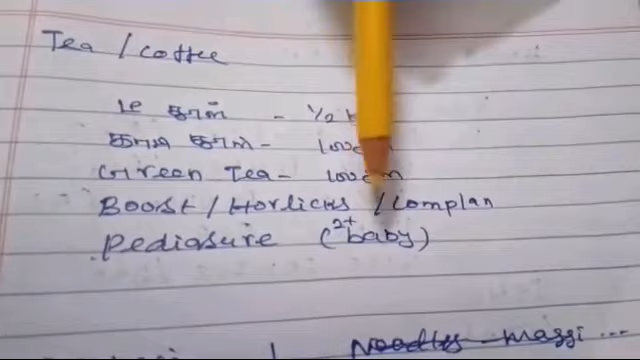 Tea / Coffee
டீ தூள் - 1/2
காபி தூள் -
Green Tea -
Boost / Horlicks / Complan
Pediasure (2+ baby)
Noodles - maggi ...